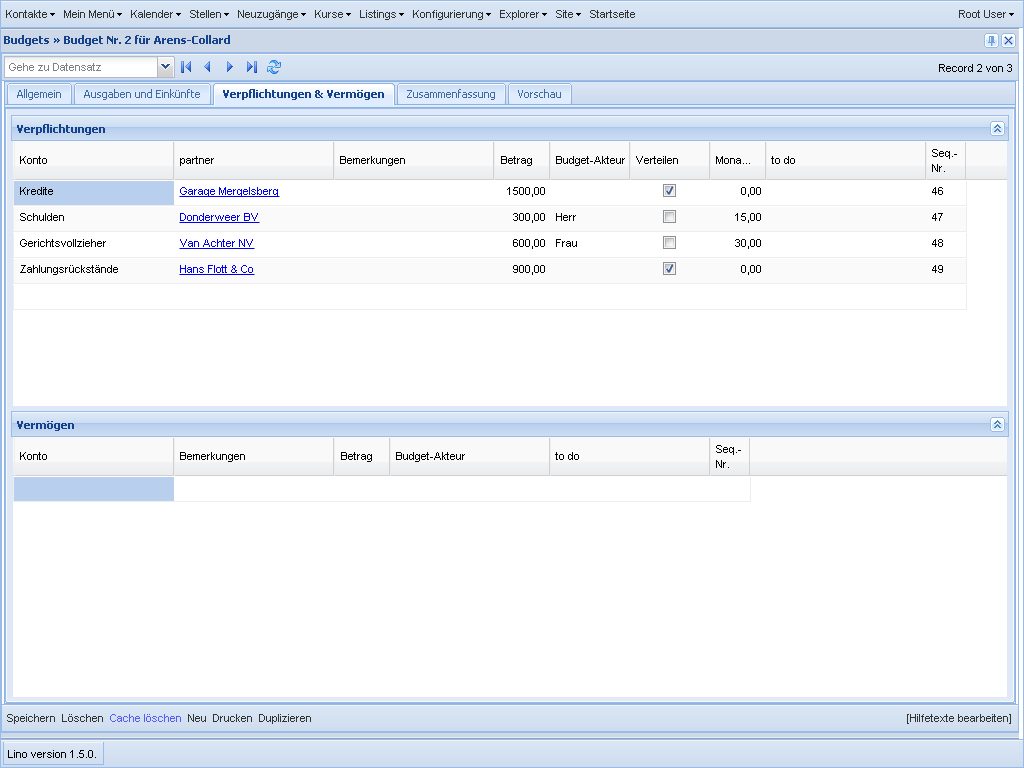 Kontakte Mein Menü Kalender Stellen Neuzugänge Kurse Listings Konfigurierung Explorer Site Startseite Root User
Budgets » Budget Nr. 2 für Arens-Collard
Gehe zu Datensatz Record 2 von 3
Allgemein Ausgaben und Einkünfte Verpflichtungen & Vermögen Zusammenfassung Vorschau
Verpflichtungen
Konto partner Bemerkungen Betrag Budget-Akteur Verteilen Mona... to do Seq.-
Nr.
Kredite Garage Mergelsberg 1500,00 0,00 46
Schulden Donderweer BV 300,00 Herr 15,00 47
Gerichtsvollzieher Van Achter NV 600,00 Frau 30,00 48
Zahlungsrückstände Hans Flott & Co 900,00 0,00 49
Vermögen
Konto Bemerkungen Betrag Budget-Akteur to do Seq.-
Nr.
Speichern Löschen Cache löschen Neu Drucken Duplizieren [Hilfetexte bearbeiten]
Lino version 1.5.0.